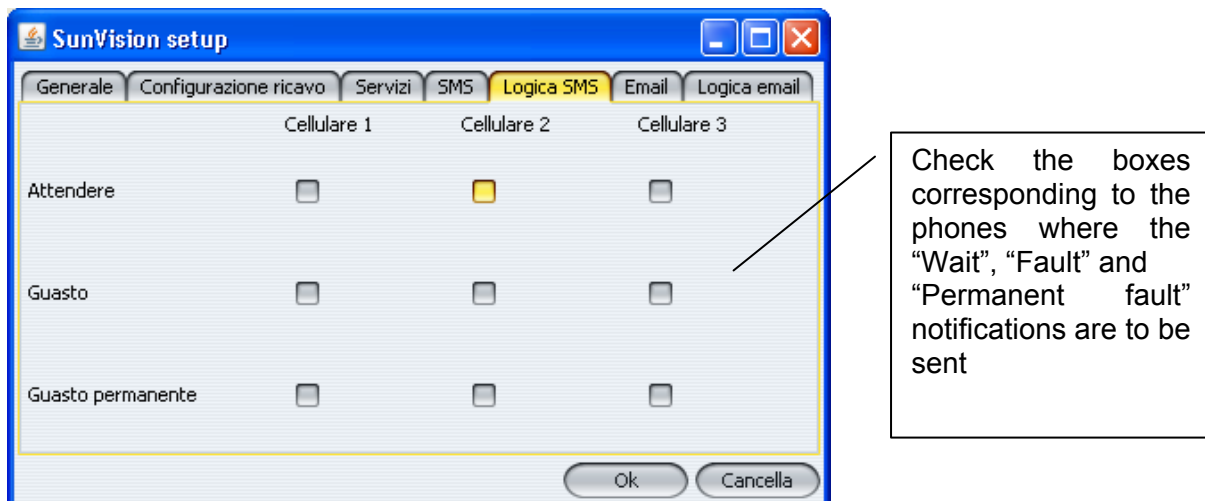 SunVision setup
Generale Configurazione ricavo Servizi SMS Logica SMS Email Logica email
Cellulare 1 Cellulare 2 Cellulare 3
Attendere
Guasto
Guasto permanente
Ok Cancella
Check the boxes
corresponding to the
phones where the
“Wait”, “Fault” and
“Permanent fault”
notifications are to be
sent